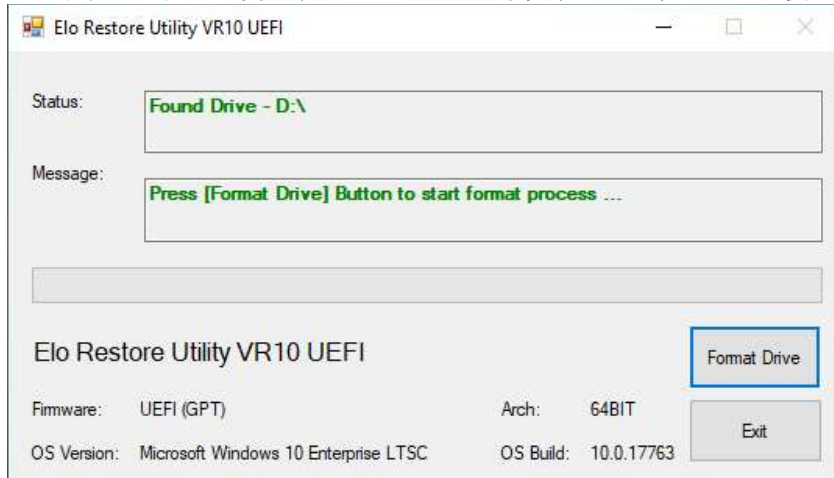 Elo Restore Utility VR10 UEFI
Status:
Found Drive - D:\
Message:
Press [Format Drive] Button to start format process ...
Elo Restore Utility VR10 UEFI
Format Drive
Firmware: UEFI (GPT) Arch: 64BIT
Exit
OS Version: Microsoft Windows 10 Enterprise LTSC OS Build: 10.0.17763